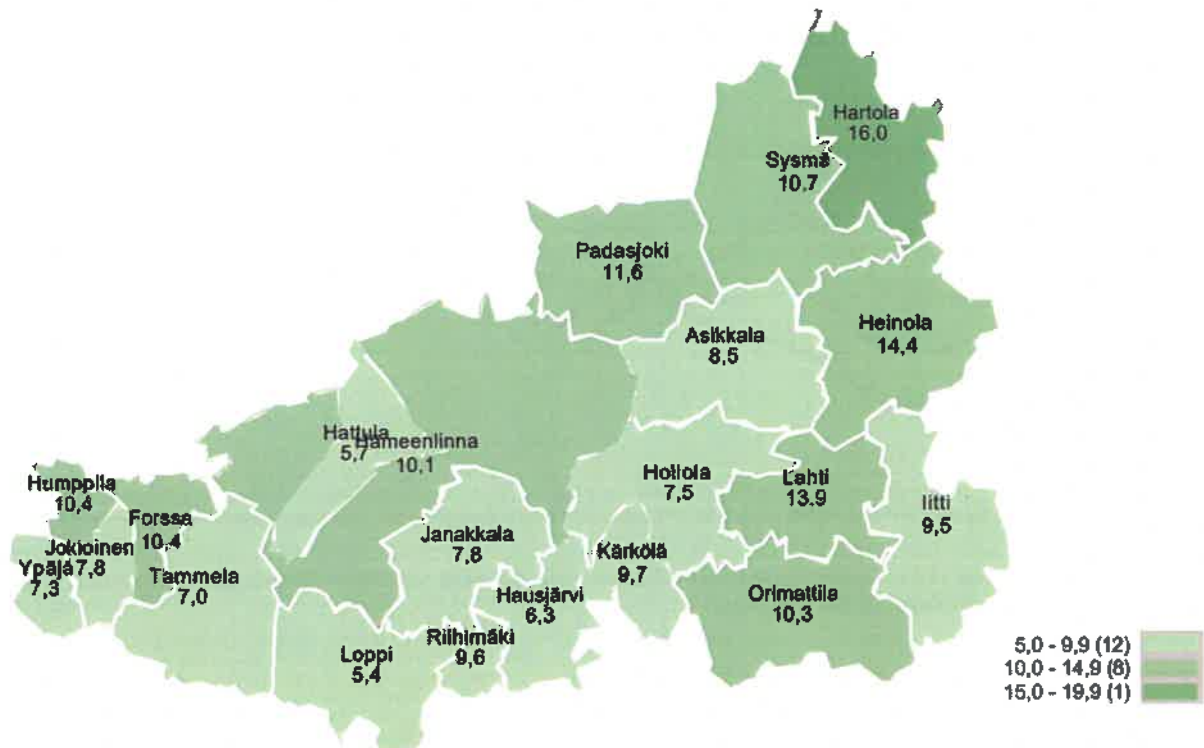 Hartola
16,0
Sysmä
10,7
Padasjoki
11,6
Heinola
14,4
Asikkala
8,5
Hattula
5,7
Hämeenlinna
10,1
Hollola
7,5
Lahti
13,9
Iitti
9,5
Humppila
10,4
Forssa
10,4
Jokioinen
7,8
Ypäjä
7,3
Tammela
7,0
Janakkala
7,8
Kärkölä
9,7
Hausjärvi
6,3
Orimattila
10,3
Riihimäki
9,6
Loppi
5,4
5,0 - 9,9 (12)
10,0 - 14,9 (8)
15,0 - 19,9 (1)